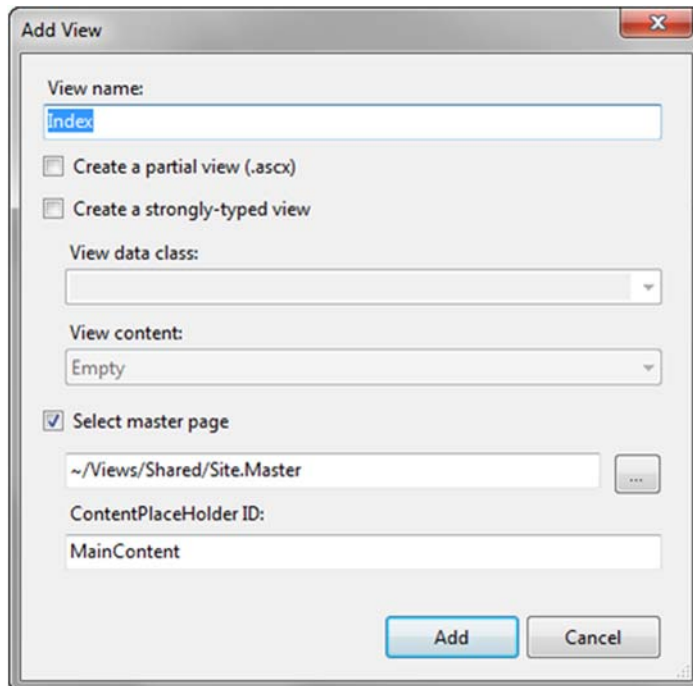 Add View
View name:
Index
Create a partial view (.ascx)
Create a strongly-typed view
View data class:
View content:
Empty
Select master page
~/Views/Shared/Site.Master
...
ContentPlaceHolder ID:
MainContent
Add Cancel